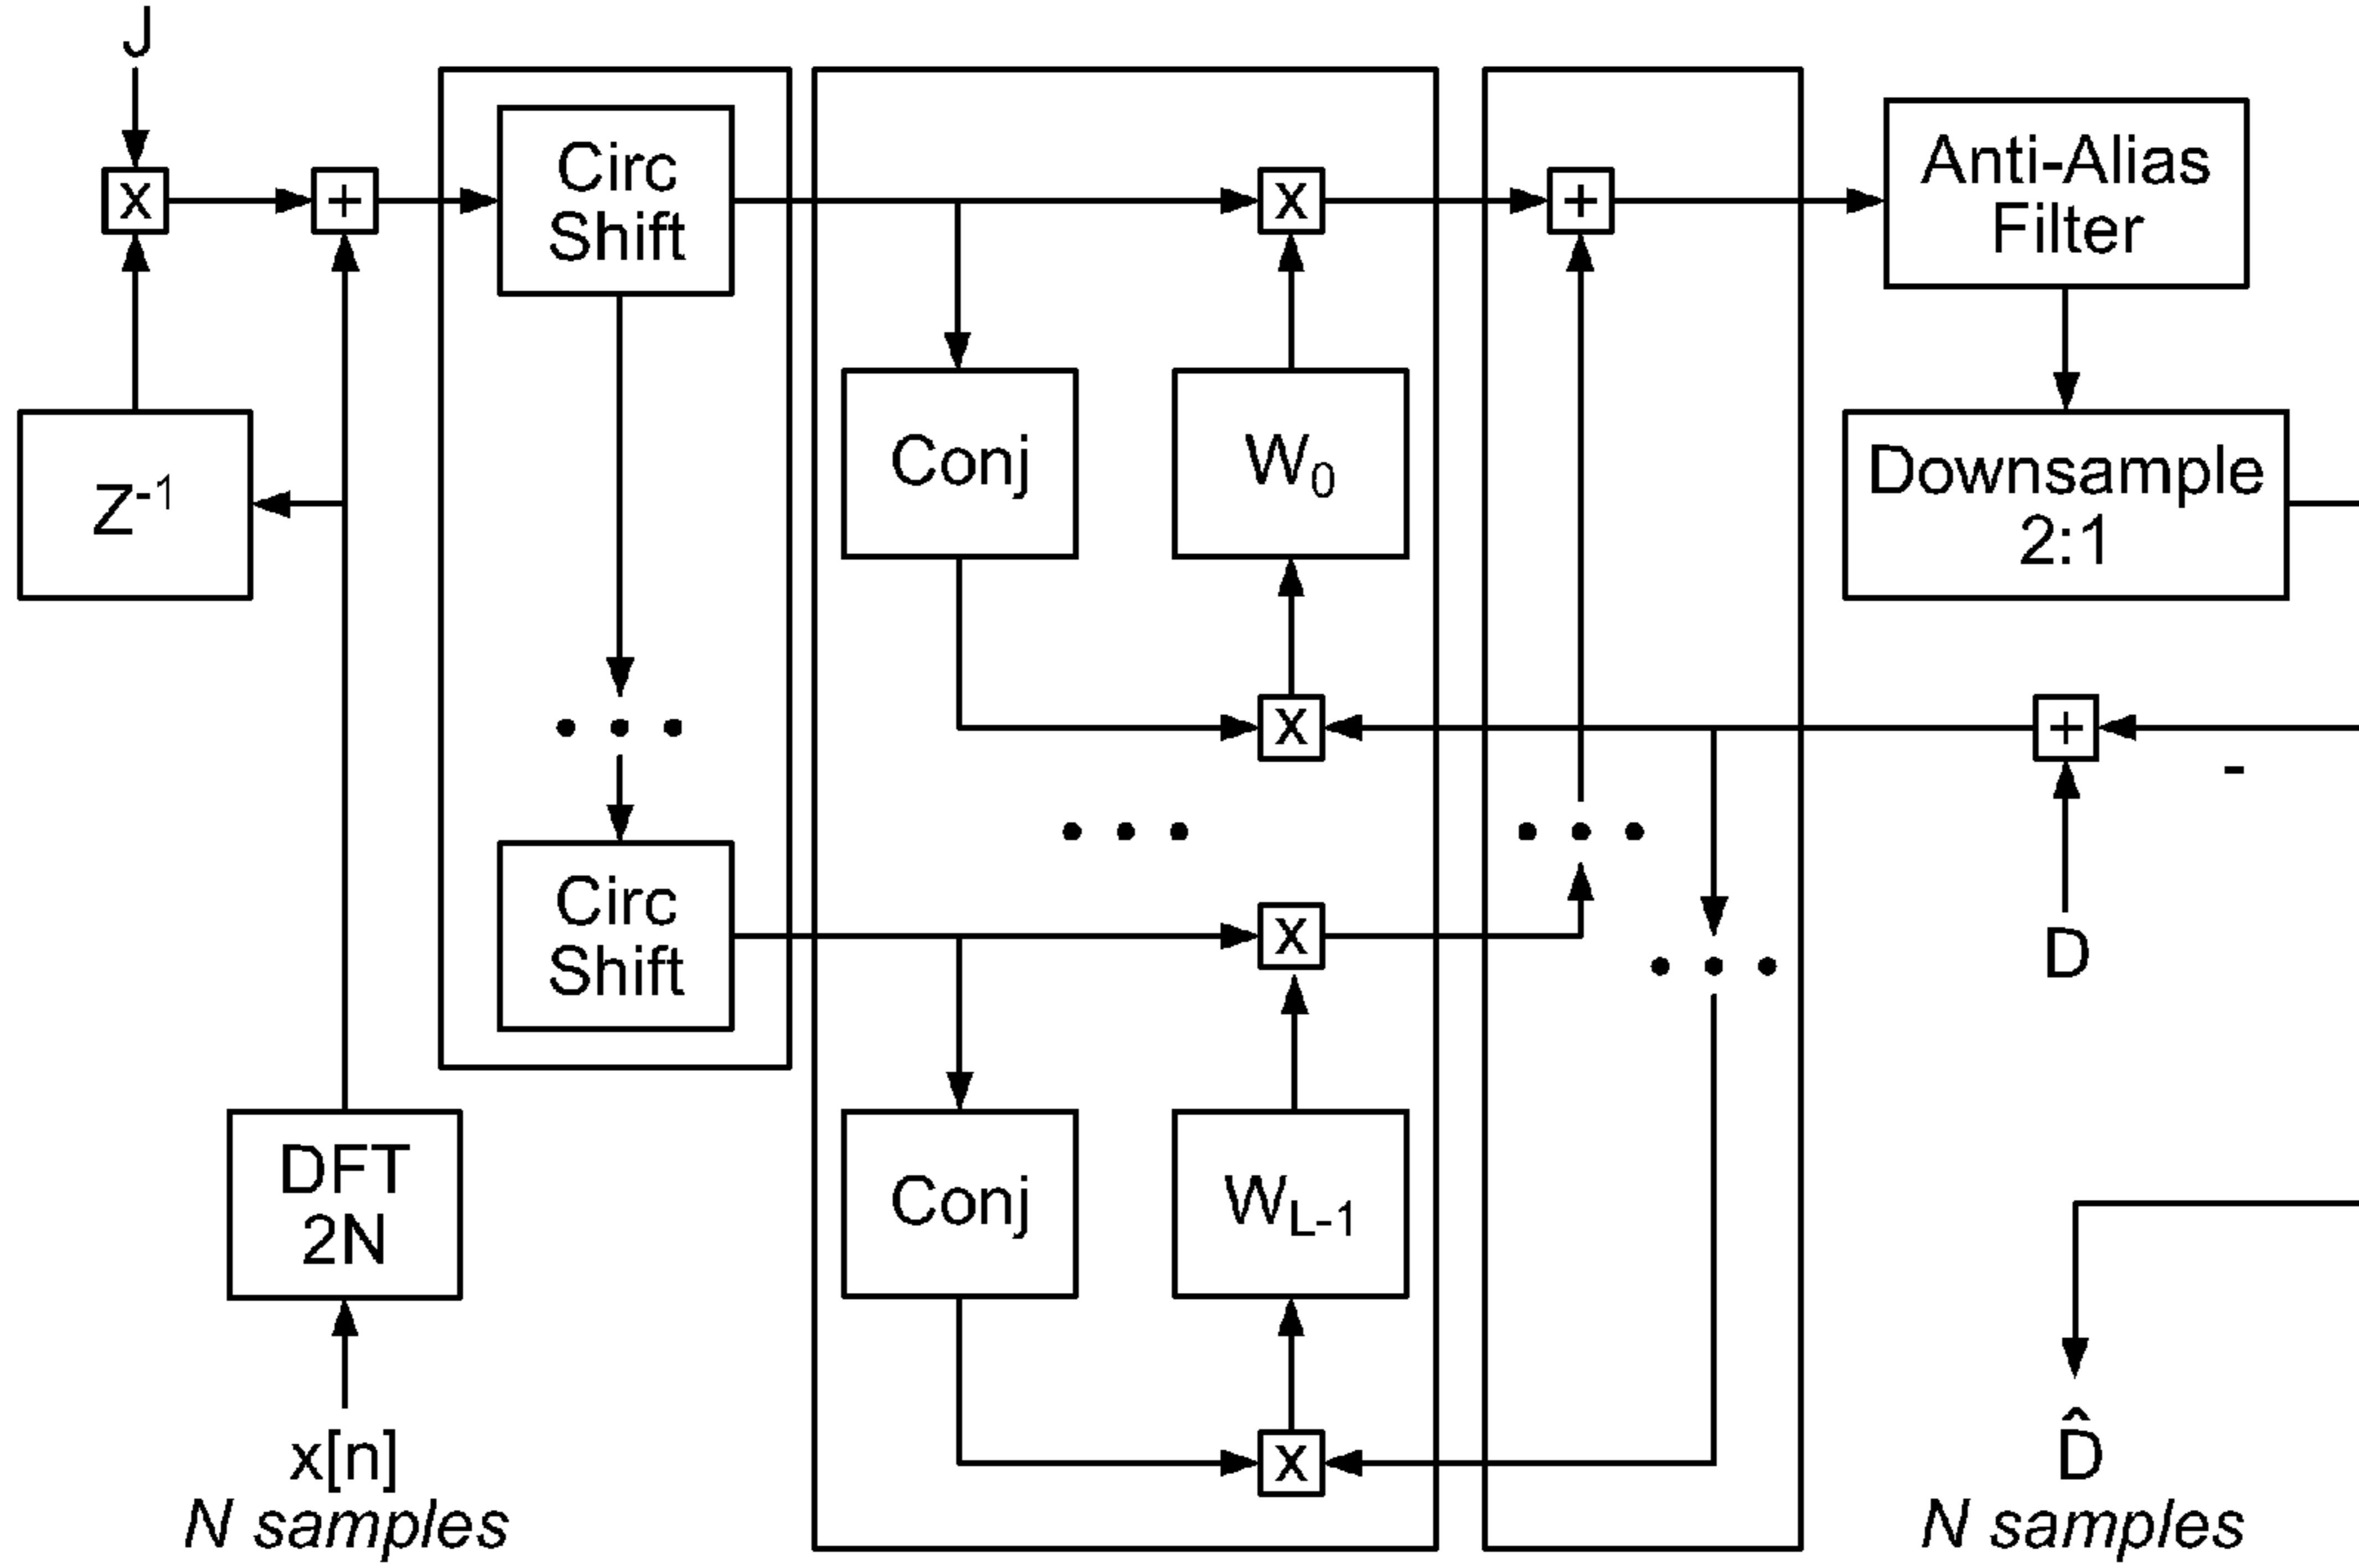 J
x
+
Circ
Shift
x
+
Anti-Alias
Filter
Z⁻¹
Conj
W₀
Downsample
2:1
• • •
x
+
-
• • •
• • •
Circ
Shift
x
D
• • •
DFT
2N
Conj
W_L-1
x[n]
N samples
x
D̂
N samples